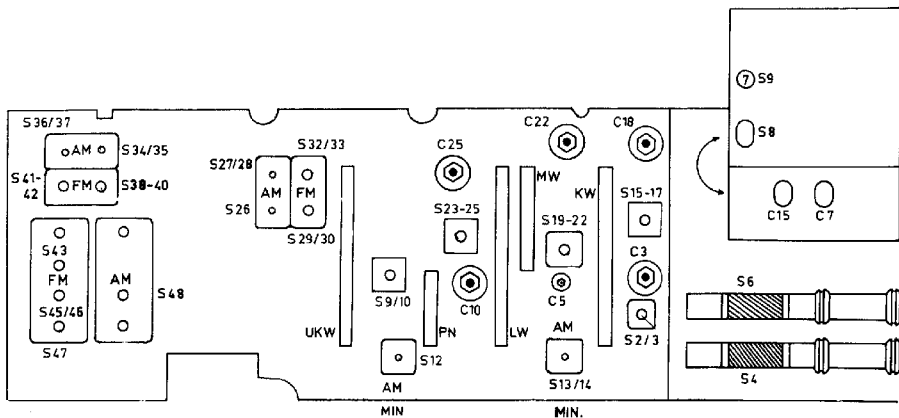 7 S9
S8
C15 C7
S36/37
AM S34/35
S41-42 FM S38-40
S27/28 S32/33
AM FM
S26 S29/30
C25
C22
C18
MW
KW
S23-25
S19-22
S15-17
C3
S43
FM
S45/46
S47
AM
S48
S9/10
C10
C5
UKW
PN
LW
S2/3
S12
AM
MIN
AM
S13/14
MIN.
S6
S4